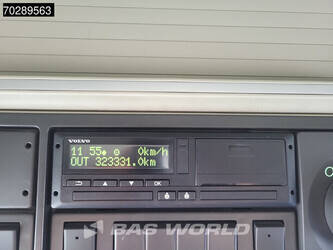 70289563
VOLVO
11 55 0km/h
OUT 323331.0km
OK
BAS WORLD